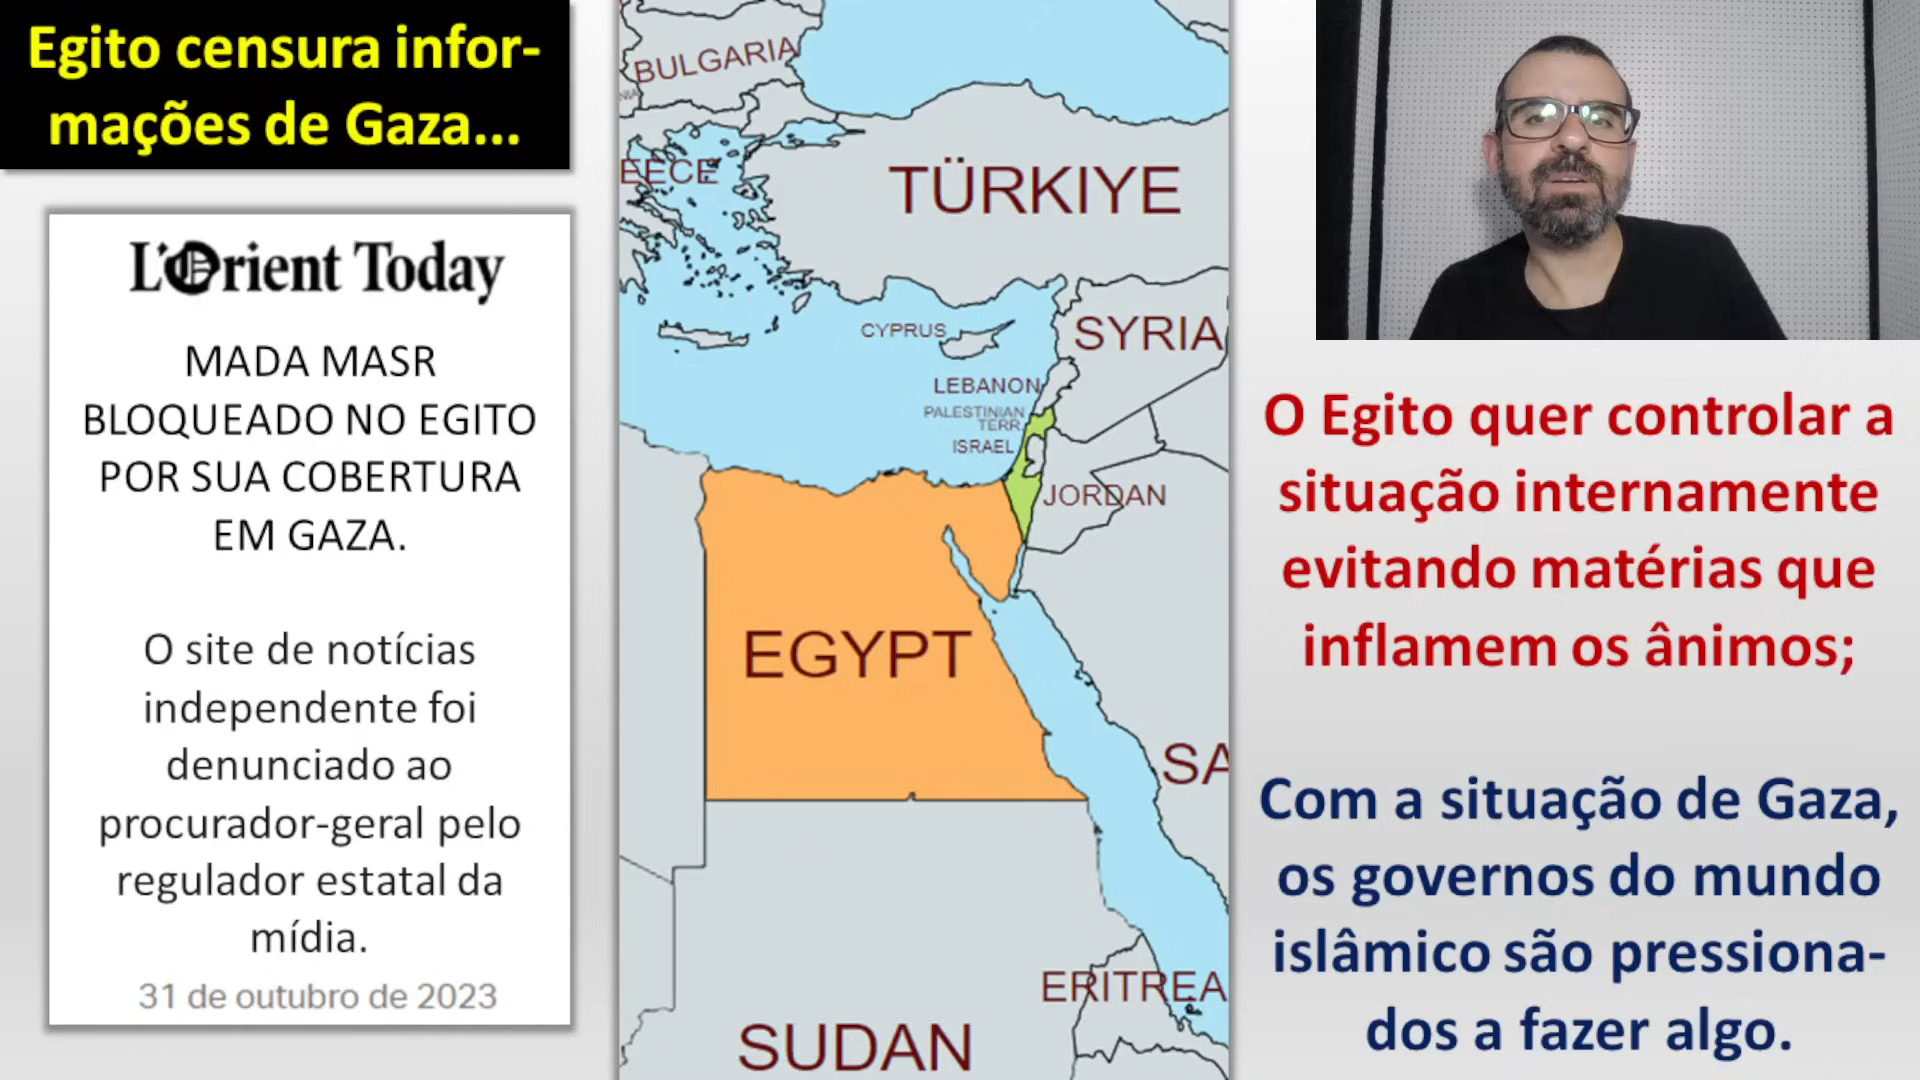 Egito censura infor-
mações de Gaza...
L'Orient Today
MADA MASR
BLOQUEADO NO EGITO
POR SUA COBERTURA
EM GAZA.
O site de notícias
independente foi
denunciado ao
procurador-geral pelo
regulador estatal da
mídia.
31 de outubro de 2023
BULGARIA
EECE
TÜRKIYE
CYPRUS
SYRIA
LEBANON
PALESTINIAN
TERR.
ISRAEL
JORDAN
EGYPT
SA
ERITREA
SUDAN
O Egito quer controlar a
situação internamente
evitando matérias que
inflamem os ânimos;
Com a situação de Gaza,
os governos do mundo
islâmico são pressiona-
dos a fazer algo.